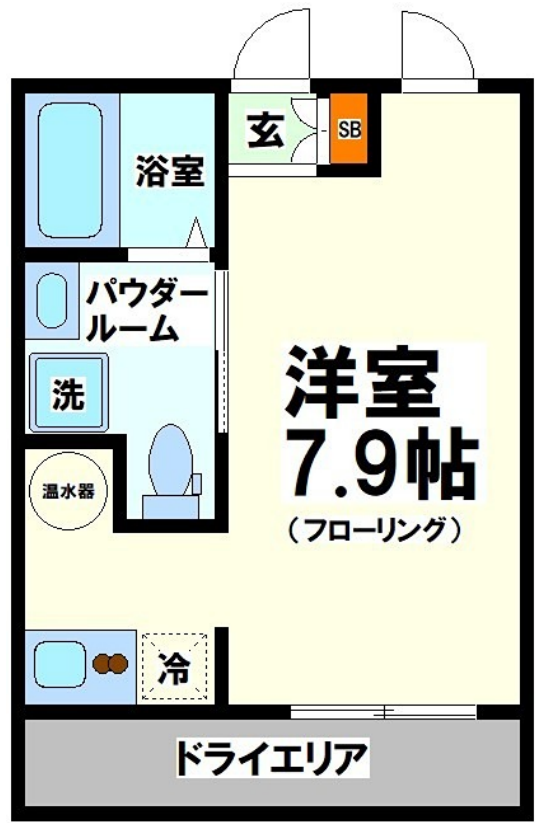 玄
SB
浴室
パウダー
ルーム
洗
洋室
7.9帖
(フローリング)
温水器
冷
ドライエリア